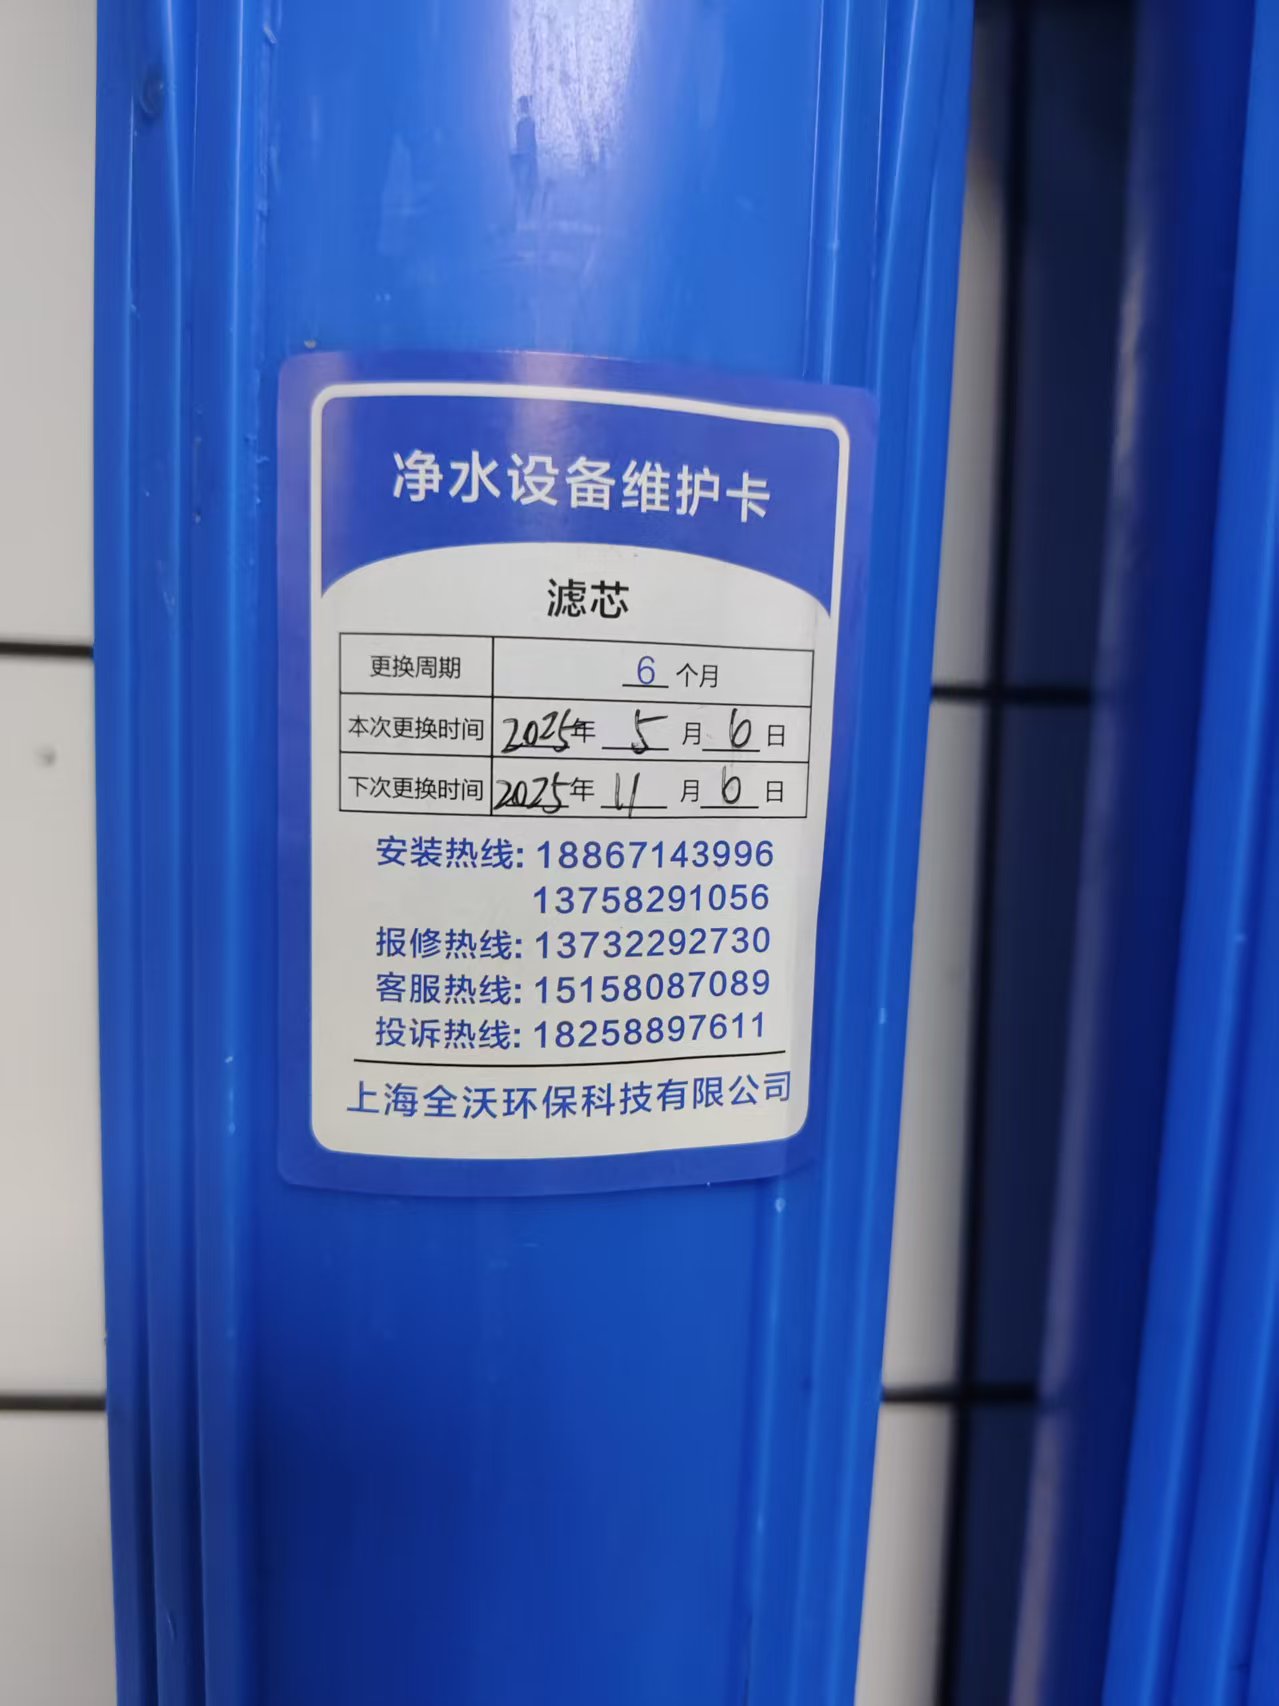 净水设备维护卡
滤芯
更换周期 6 个月
本次更换时间 2025年 5 月 6 日
下次更换时间 2025年 11 月 6 日
安装热线: 18867143996
13758291056
报修热线: 13732292730
客服热线: 15158087089
投诉热线: 18258897611
上海全沃环保科技有限公司